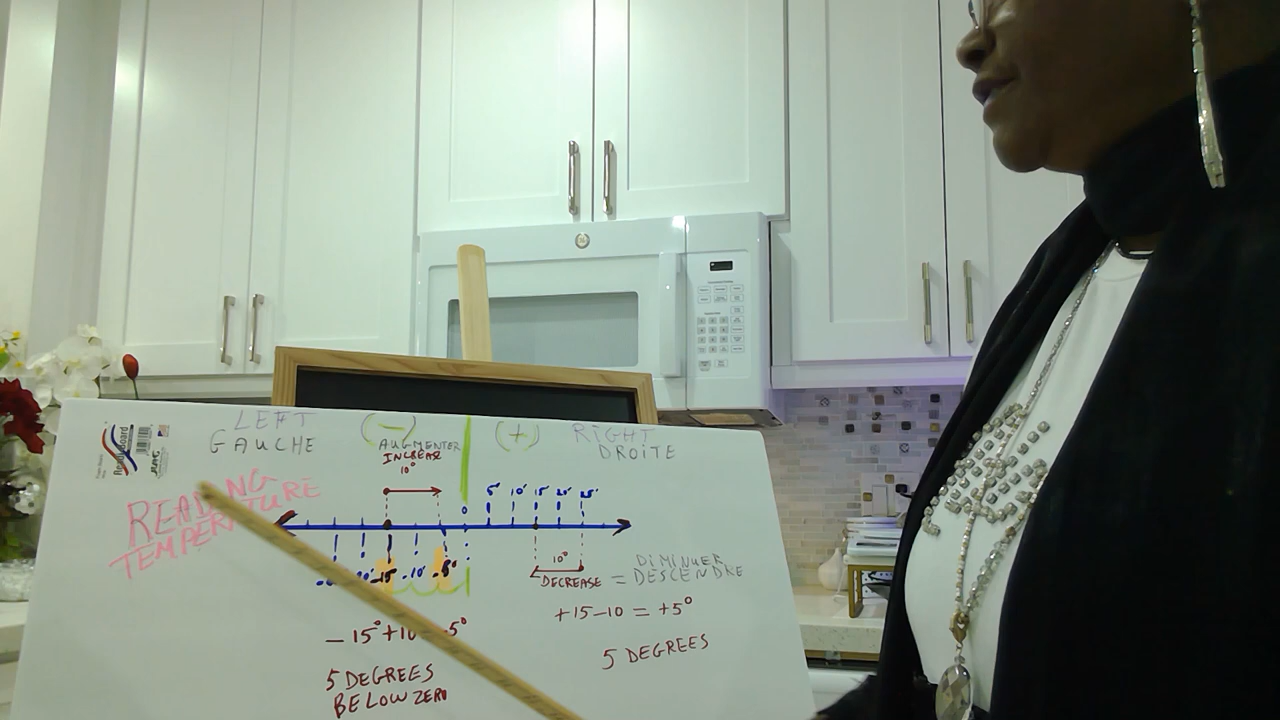 LEFT
GAUCHE
(-)
AUGMENTER
INCREASE
10°
(+)
RIGHT
DROITE
READING
TEMPERATURE
0 5° 10° 15° 20°
-15 -10° -5°
10°
DECREASE = DIMINUER
DESCENDRE
+15-10 = +5°
5 DEGREES
5 DEGREES
BELOW ZERO